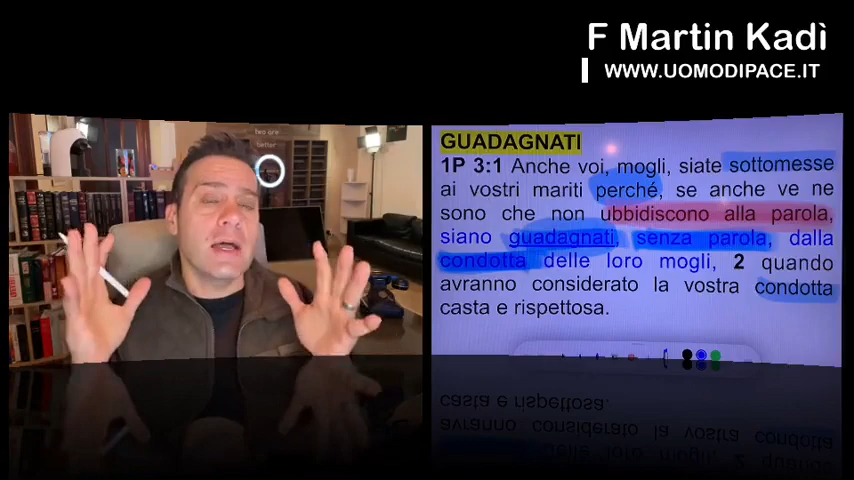 F Martin Kadì
WWW.UOMODIPACE.IT
GUADAGNATI
1P 3:1 Anche voi, mogli, siate sottomesse
ai vostri mariti perché, se anche ve ne
sono che non ubbidiscono alla parola,
siano guadagnati, senza parola, dalla
condotta delle loro mogli, 2 quando
avranno considerato la vostra condotta
casta e rispettosa.